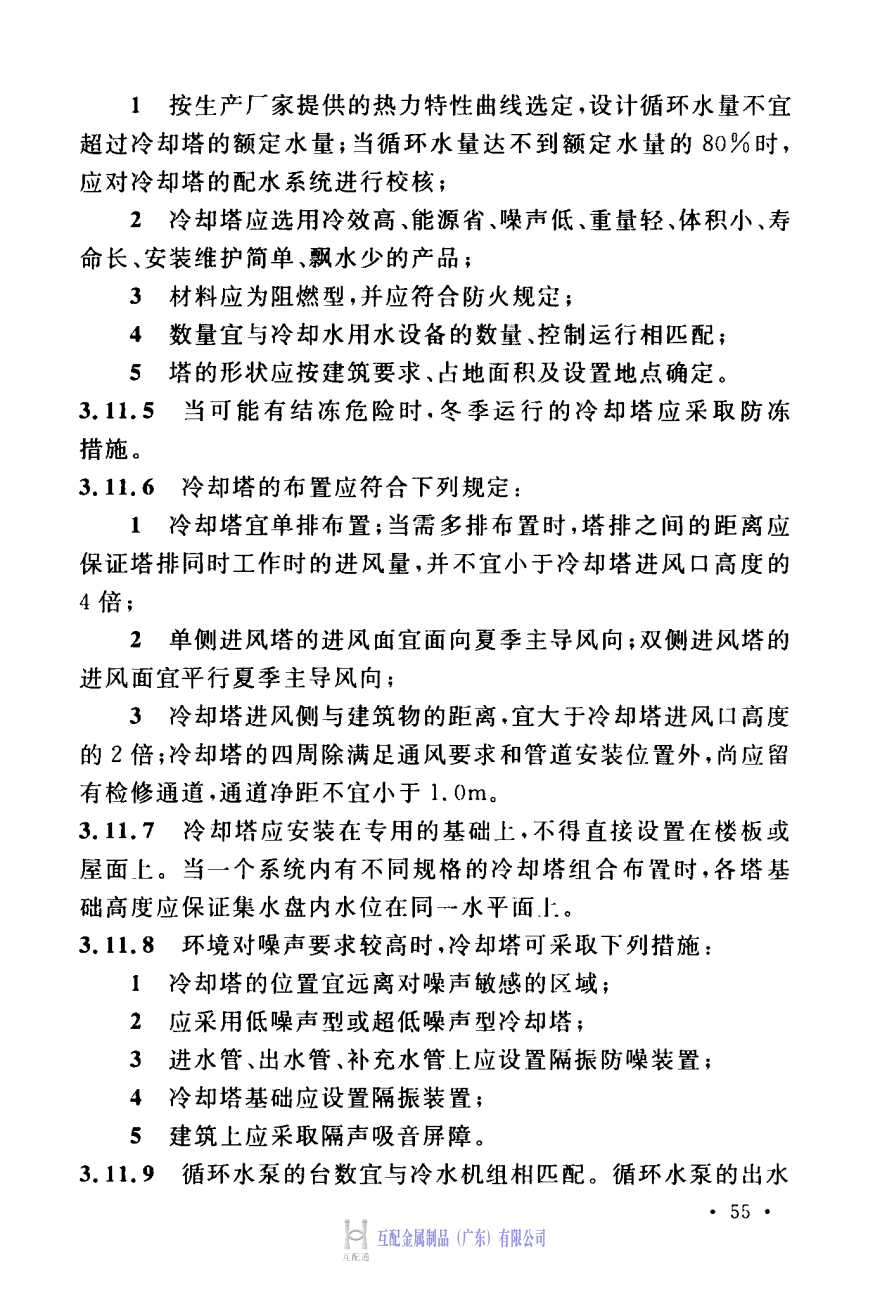 1 按生产厂家提供的热力特性曲线选定,设计循环水量不宜
超过冷却塔的额定水量;当循环水量达不到额定水量的 80%时,
应对冷却塔的配水系统进行校核;
2 冷却塔应选用冷效高、能源省、噪声低、重量轻、体积小、寿
命长、安装维护简单、飘水少的产品;
3 材料应为阻燃型,并应符合防火规定;
4 数量宜与冷却水用水设备的数量、控制运行相匹配;
5 塔的形状应按建筑要求、占地面积及设置地点确定。
3.11.5 当可能有结冻危险时,冬季运行的冷却塔应采取防冻
措施。
3.11.6 冷却塔的布置应符合下列规定:
1 冷却塔宜单排布置;当需多排布置时,塔排之间的距离应
保证塔排同时工作时的进风量,并不宜小于冷却塔进风口高度的
4 倍;
2 单侧进风塔的进风面宜面向夏季主导风向;双侧进风塔的
进风面宜平行夏季主导风向;
3 冷却塔进风侧与建筑物的距离,宜大于冷却塔进风口高度
的 2 倍;冷却塔的四周除满足通风要求和管道安装位置外,尚应留
有检修通道,通道净距不宜小于 1.0m。
3.11.7 冷却塔应安装在专用的基础上,不得直接设置在楼板或
屋面上。当一个系统内有不同规格的冷却塔组合布置时,各塔基
础高度应保证集水盘内水位在同一水平面上。
3.11.8 环境对噪声要求较高时,冷却塔可采取下列措施:
1 冷却塔的位置宜远离对噪声敏感的区域;
2 应采用低噪声型或超低噪声型冷却塔;
3 进水管、出水管、补充水管上应设置隔振防噪装置;
4 冷却塔基础应设置隔振装置;
5 建筑上应采取隔声吸音屏障。
3.11.9 循环水泵的台数宜与冷水机组相匹配。循环水泵的出水
• 55 •
互配金属制品(广东)有限公司
互配通